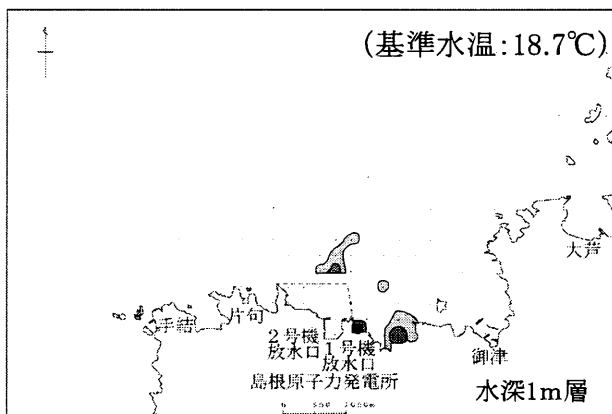 (基準水温:18.7℃)
大芦
手結
片句
2号機
放水口
1号機
放水口
御津
島根原子力発電所
水深1m層